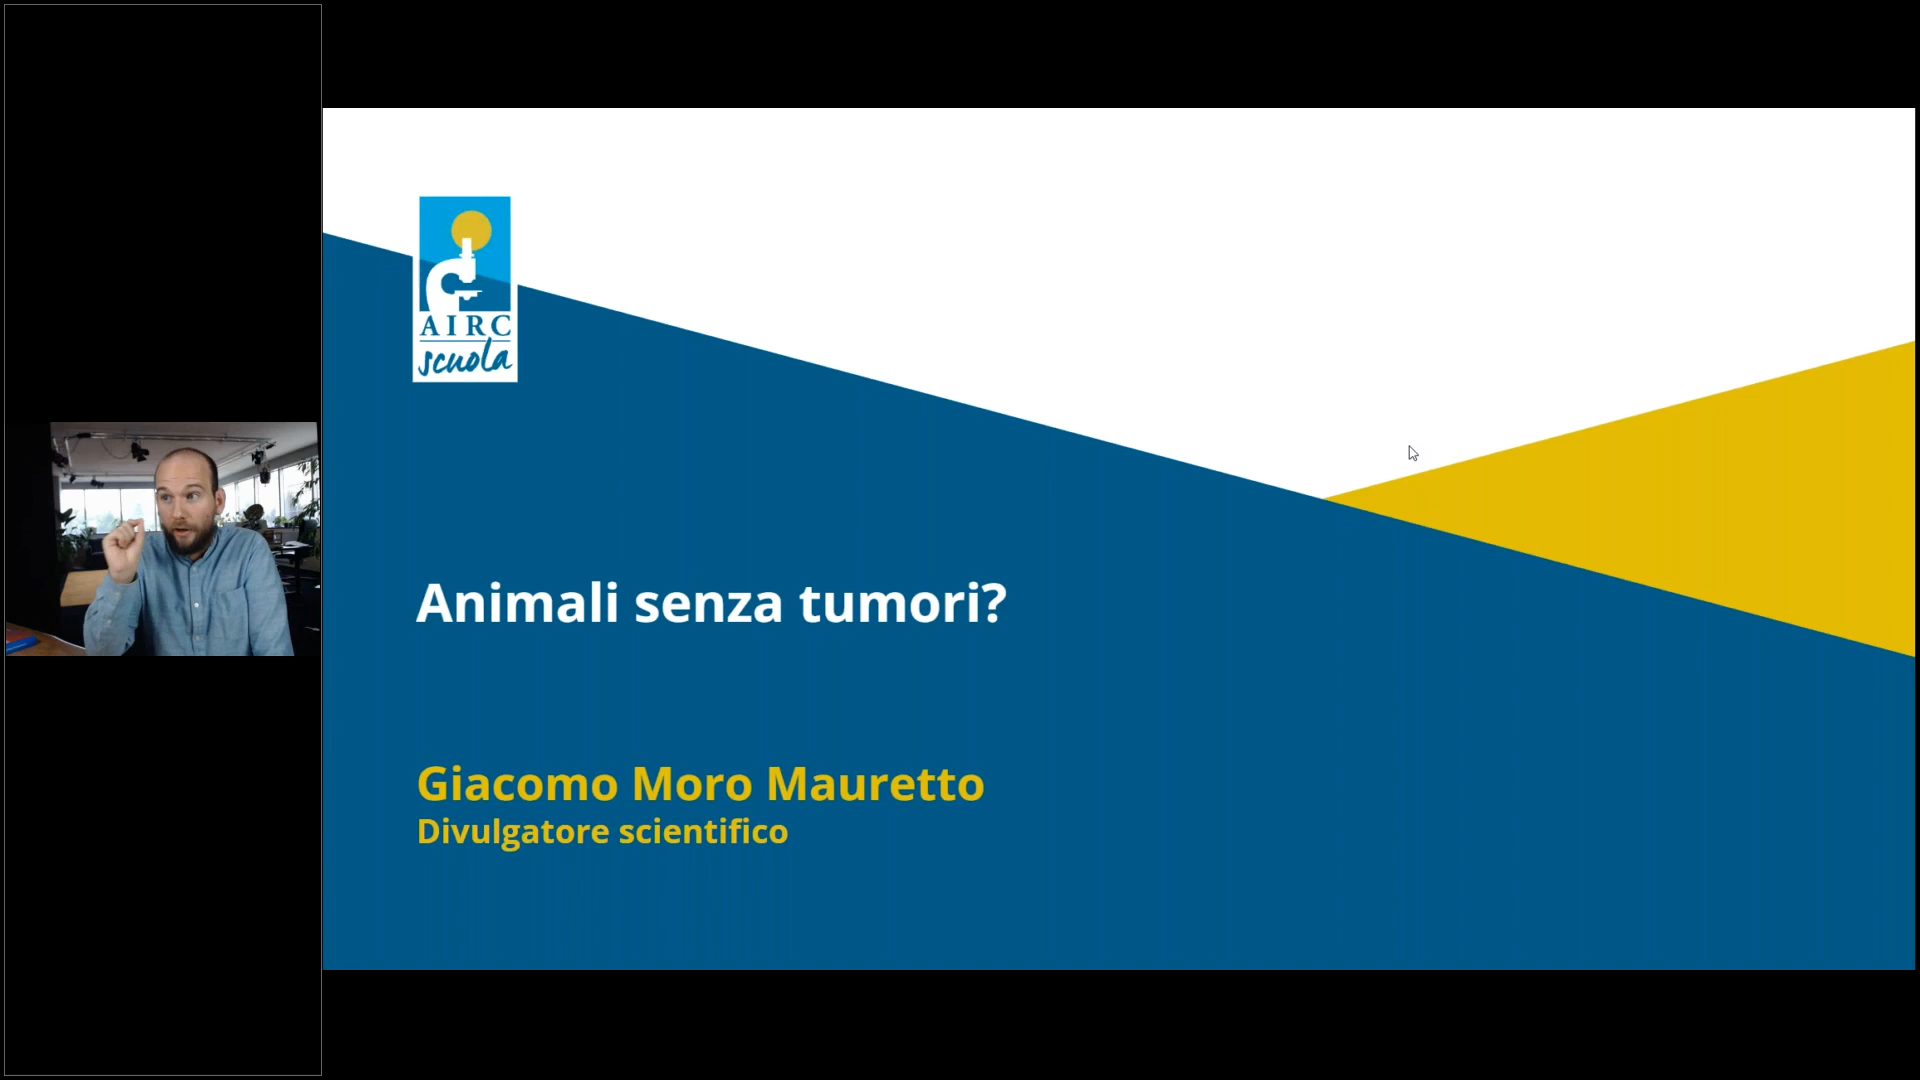 AIRC
scuola
Animali senza tumori?
Giacomo Moro Mauretto
Divulgatore scientifico